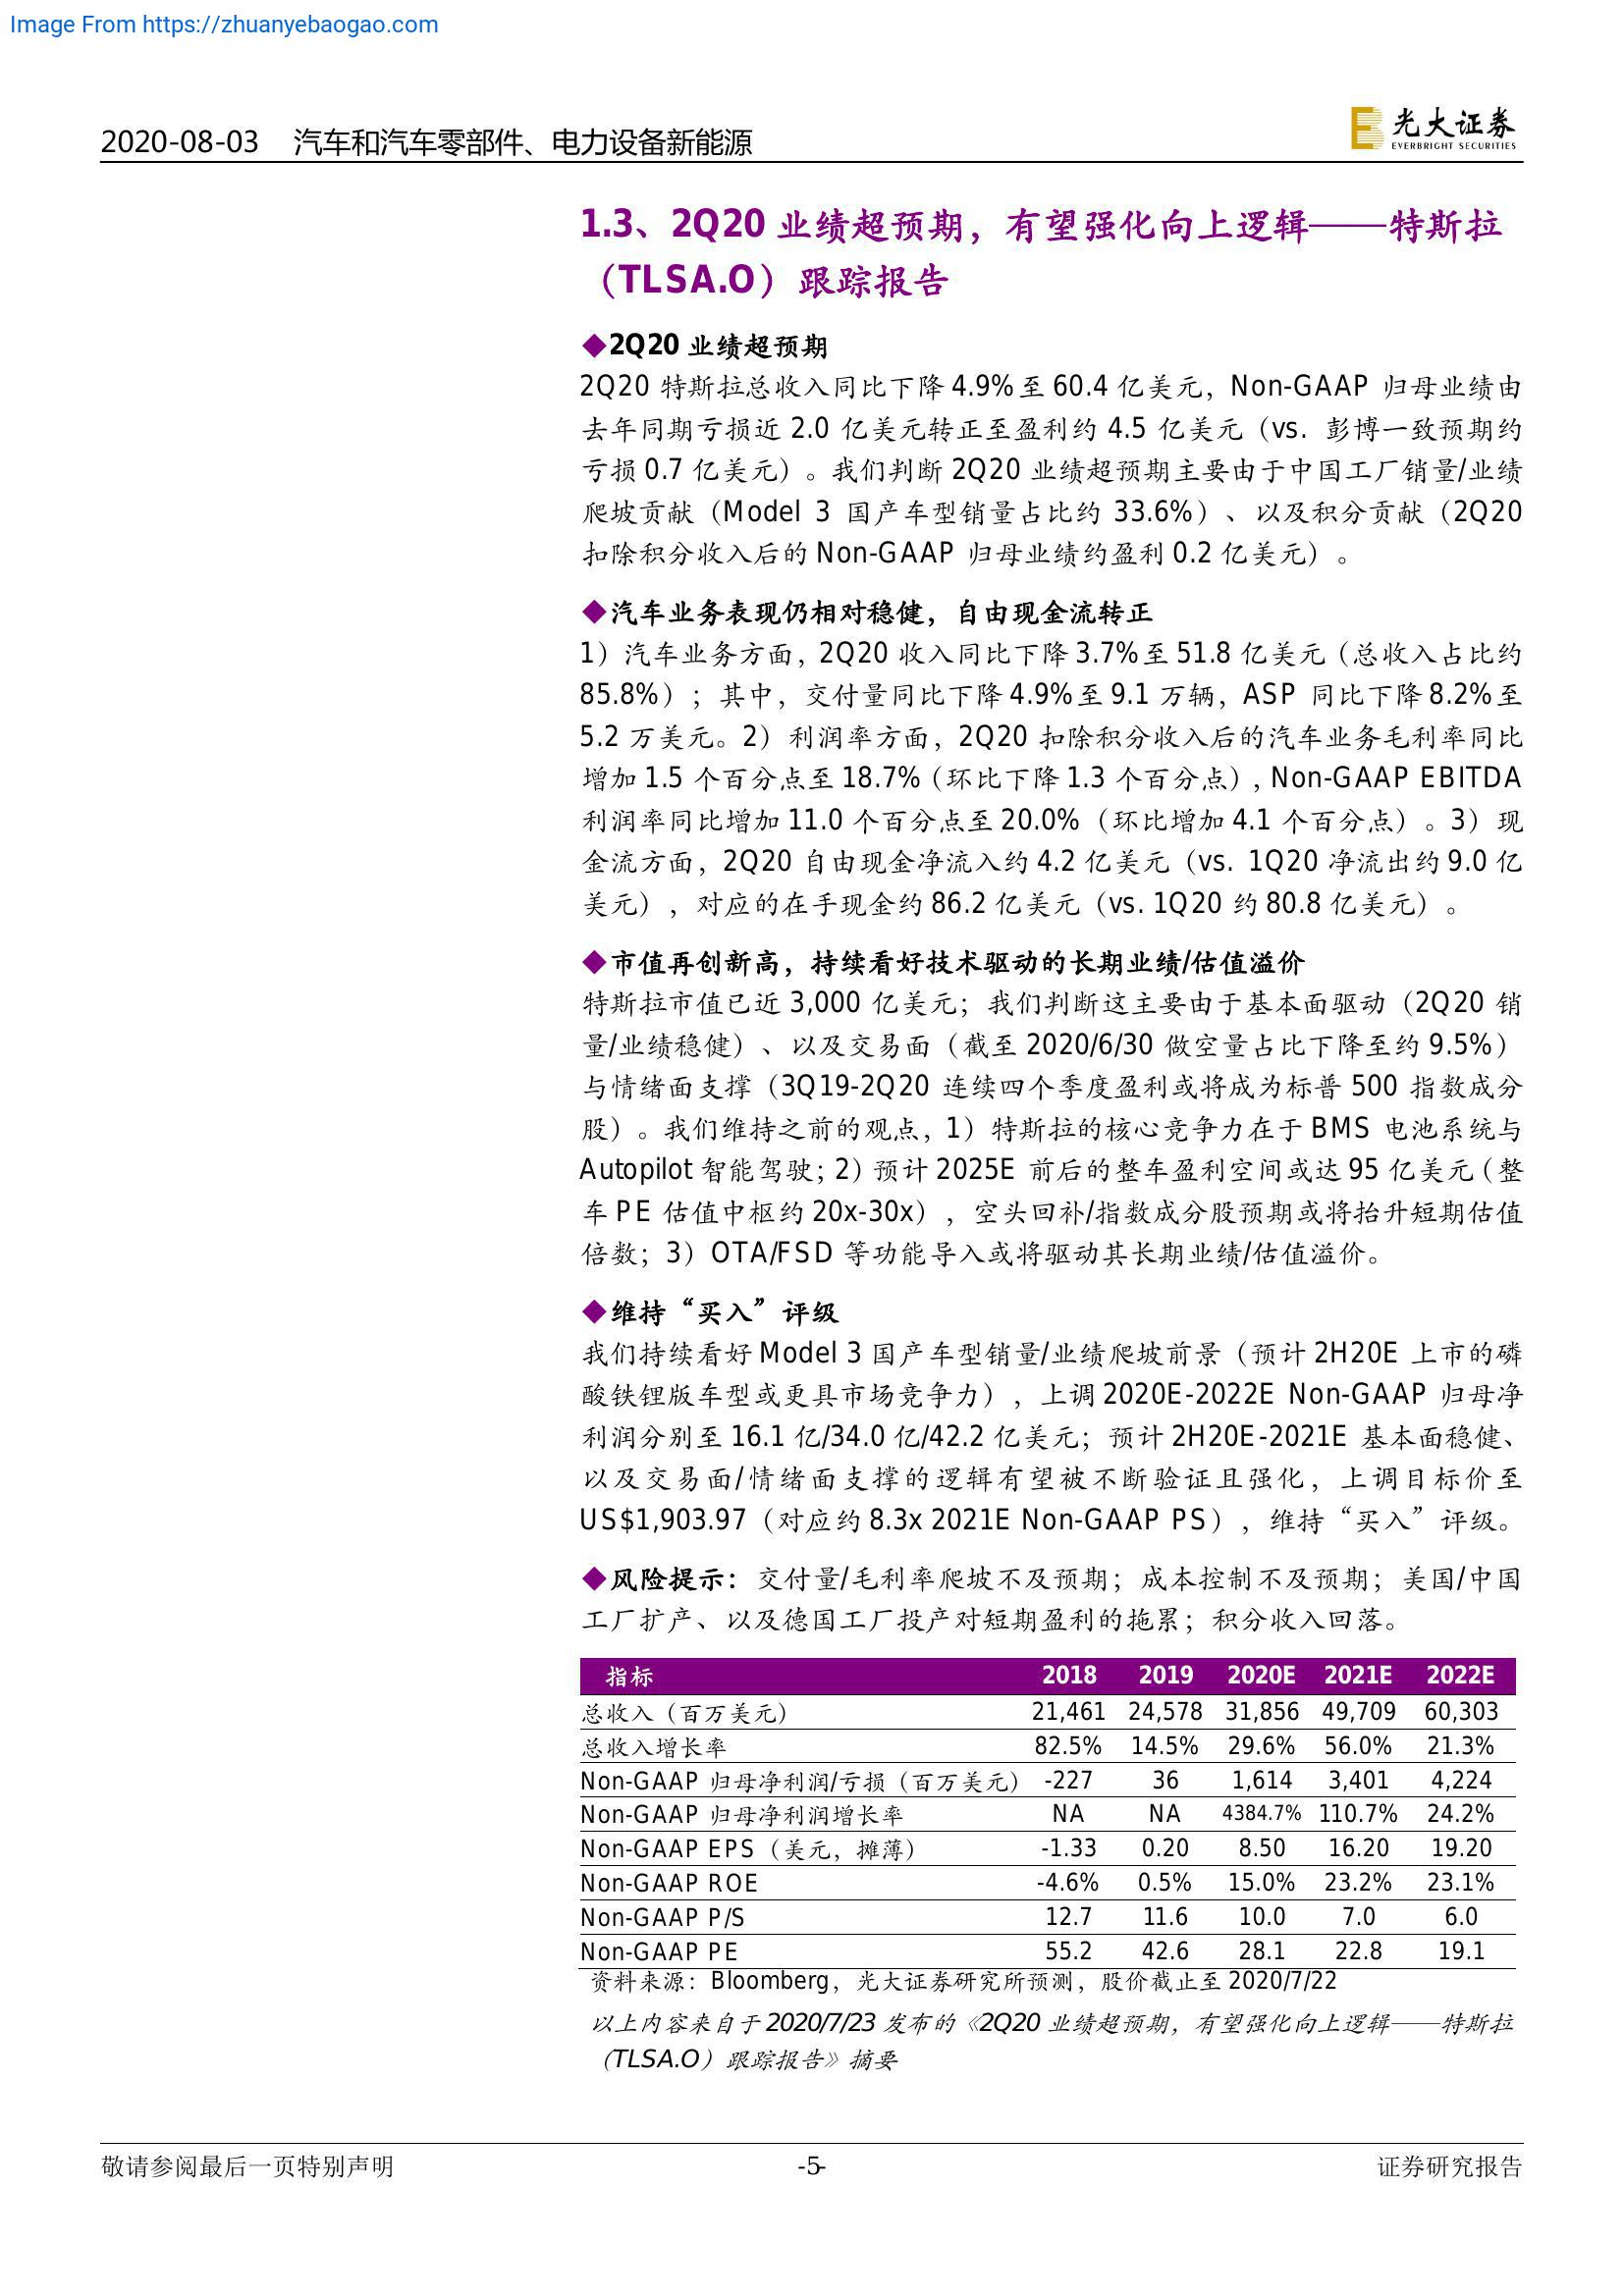 Image From https://zhuanyebaogao.com
2020-08-03 汽车和汽车零部件、电力设备新能源
光大证券
EVERBRIGHT SECURITIES
1.3、2Q20 业绩超预期，有望强化向上逻辑——特斯拉
（TLSA.O）跟踪报告
◆2Q20 业绩超预期
2Q20 特斯拉总收入同比下降 4.9%至 60.4 亿美元，Non-GAAP 归母业绩由
去年同期亏损近 2.0 亿美元转正至盈利约 4.5 亿美元（vs. 彭博一致预期约
亏损 0.7 亿美元）。我们判断 2Q20 业绩超预期主要由于中国工厂销量/业绩
爬坡贡献（Model 3 国产车型销量占比约 33.6%）、以及积分贡献（2Q20
扣除积分收入后的 Non-GAAP 归母业绩约盈利 0.2 亿美元）。
◆汽车业务表现仍相对稳健，自由现金流转正
1）汽车业务方面，2Q20 收入同比下降 3.7%至 51.8 亿美元（总收入占比约
85.8%）；其中，交付量同比下降 4.9%至 9.1 万辆，ASP 同比下降 8.2%至
5.2 万美元。2）利润率方面，2Q20 扣除积分收入后的汽车业务毛利率同比
增加 1.5 个百分点至 18.7%（环比下降 1.3 个百分点）, Non-GAAP EBITDA
利润率同比增加 11.0 个百分点至 20.0%（环比增加 4.1 个百分点）。3）现
金流方面，2Q20 自由现金净流入约 4.2 亿美元（vs. 1Q20 净流出约 9.0 亿
美元），对应的在手现金约 86.2 亿美元（vs. 1Q20 约 80.8 亿美元）。
◆市值再创新高，持续看好技术驱动的长期业绩/估值溢价
特斯拉市值已近 3,000 亿美元；我们判断这主要由于基本面驱动（2Q20 销
量/业绩稳健）、以及交易面（截至 2020/6/30 做空量占比下降至约 9.5%）
与情绪面支撑（3Q19-2Q20 连续四个季度盈利或将成为标普 500 指数成分
股）。我们维持之前的观点，1）特斯拉的核心竞争力在于 BMS 电池系统与
Autopilot 智能驾驶；2）预计 2025E 前后的整车盈利空间或达 95 亿美元（整
车 PE 估值中枢约 20x-30x），空头回补/指数成分股预期或将抬升短期估值
倍数；3）OTA/FSD 等功能导入或将驱动其长期业绩/估值溢价。
◆维持“买入”评级
我们持续看好 Model 3 国产车型销量/业绩爬坡前景（预计 2H20E 上市的磷
酸铁锂版车型或更具市场竞争力），上调 2020E-2022E Non-GAAP 归母净
利润分别至 16.1 亿/34.0 亿/42.2 亿美元；预计 2H20E-2021E 基本面稳健、
以及交易面/情绪面支撑的逻辑有望被不断验证且强化，上调目标价至
US$1,903.97（对应约 8.3x 2021E Non-GAAP PS），维持“买入”评级。
◆风险提示：交付量/毛利率爬坡不及预期；成本控制不及预期；美国/中国
工厂扩产、以及德国工厂投产对短期盈利的拖累；积分收入回落。
指标 2018 2019 2020E 2021E 2022E
总收入（百万美元） 21,461 24,578 31,856 49,709 60,303
总收入增长率 82.5% 14.5% 29.6% 56.0% 21.3%
Non-GAAP 归母净利润/亏损（百万美元） -227 36 1,614 3,401 4,224
Non-GAAP 归母净利润增长率 NA NA 4384.7% 110.7% 24.2%
Non-GAAP EPS（美元，摊薄） -1.33 0.20 8.50 16.20 19.20
Non-GAAP ROE -4.6% 0.5% 15.0% 23.2% 23.1%
Non-GAAP P/S 12.7 11.6 10.0 7.0 6.0
Non-GAAP PE 55.2 42.6 28.1 22.8 19.1
资料来源：Bloomberg，光大证券研究所预测，股价截止至 2020/7/22
以上内容来自于 2020/7/23 发布的《2Q20 业绩超预期，有望强化向上逻辑——特斯拉
（TLSA.O）跟踪报告》摘要
敬请参阅最后一页特别声明 -5- 证券研究报告